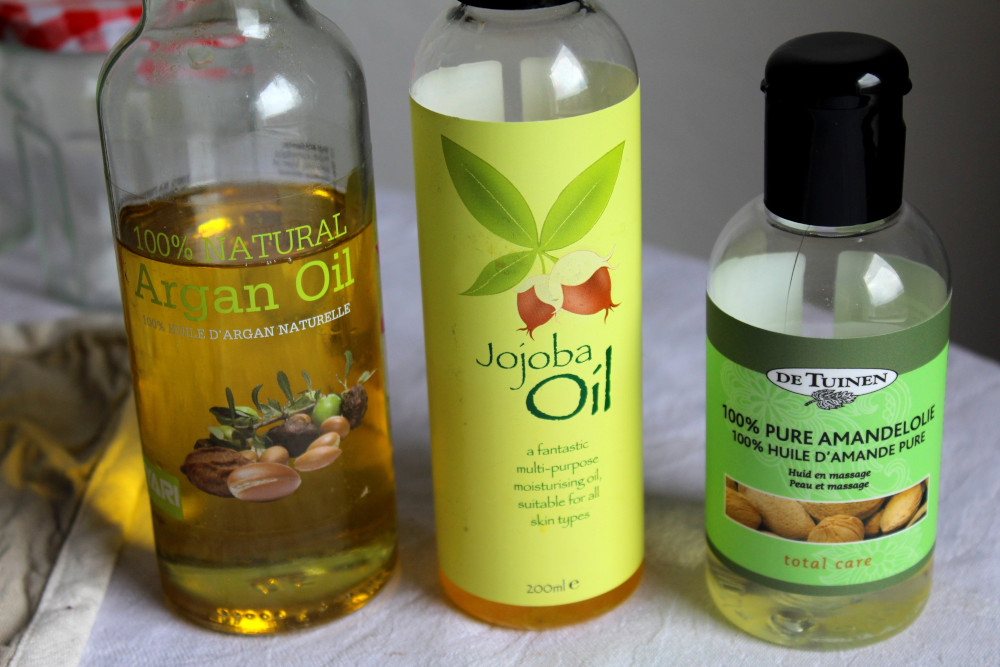 100% NATURAL
Argan Oil
100% HUILE D'ARGAN NATURELLE
Jojoba
Oil
a fantastic
multi-purpose
moisturising oil,
suitable for all
skin types
200ml e
DE TUINEN
100% PURE AMANDELOLIE
100% HUILE D'AMANDE PURE
Huid en massage
Peau et massage
total care